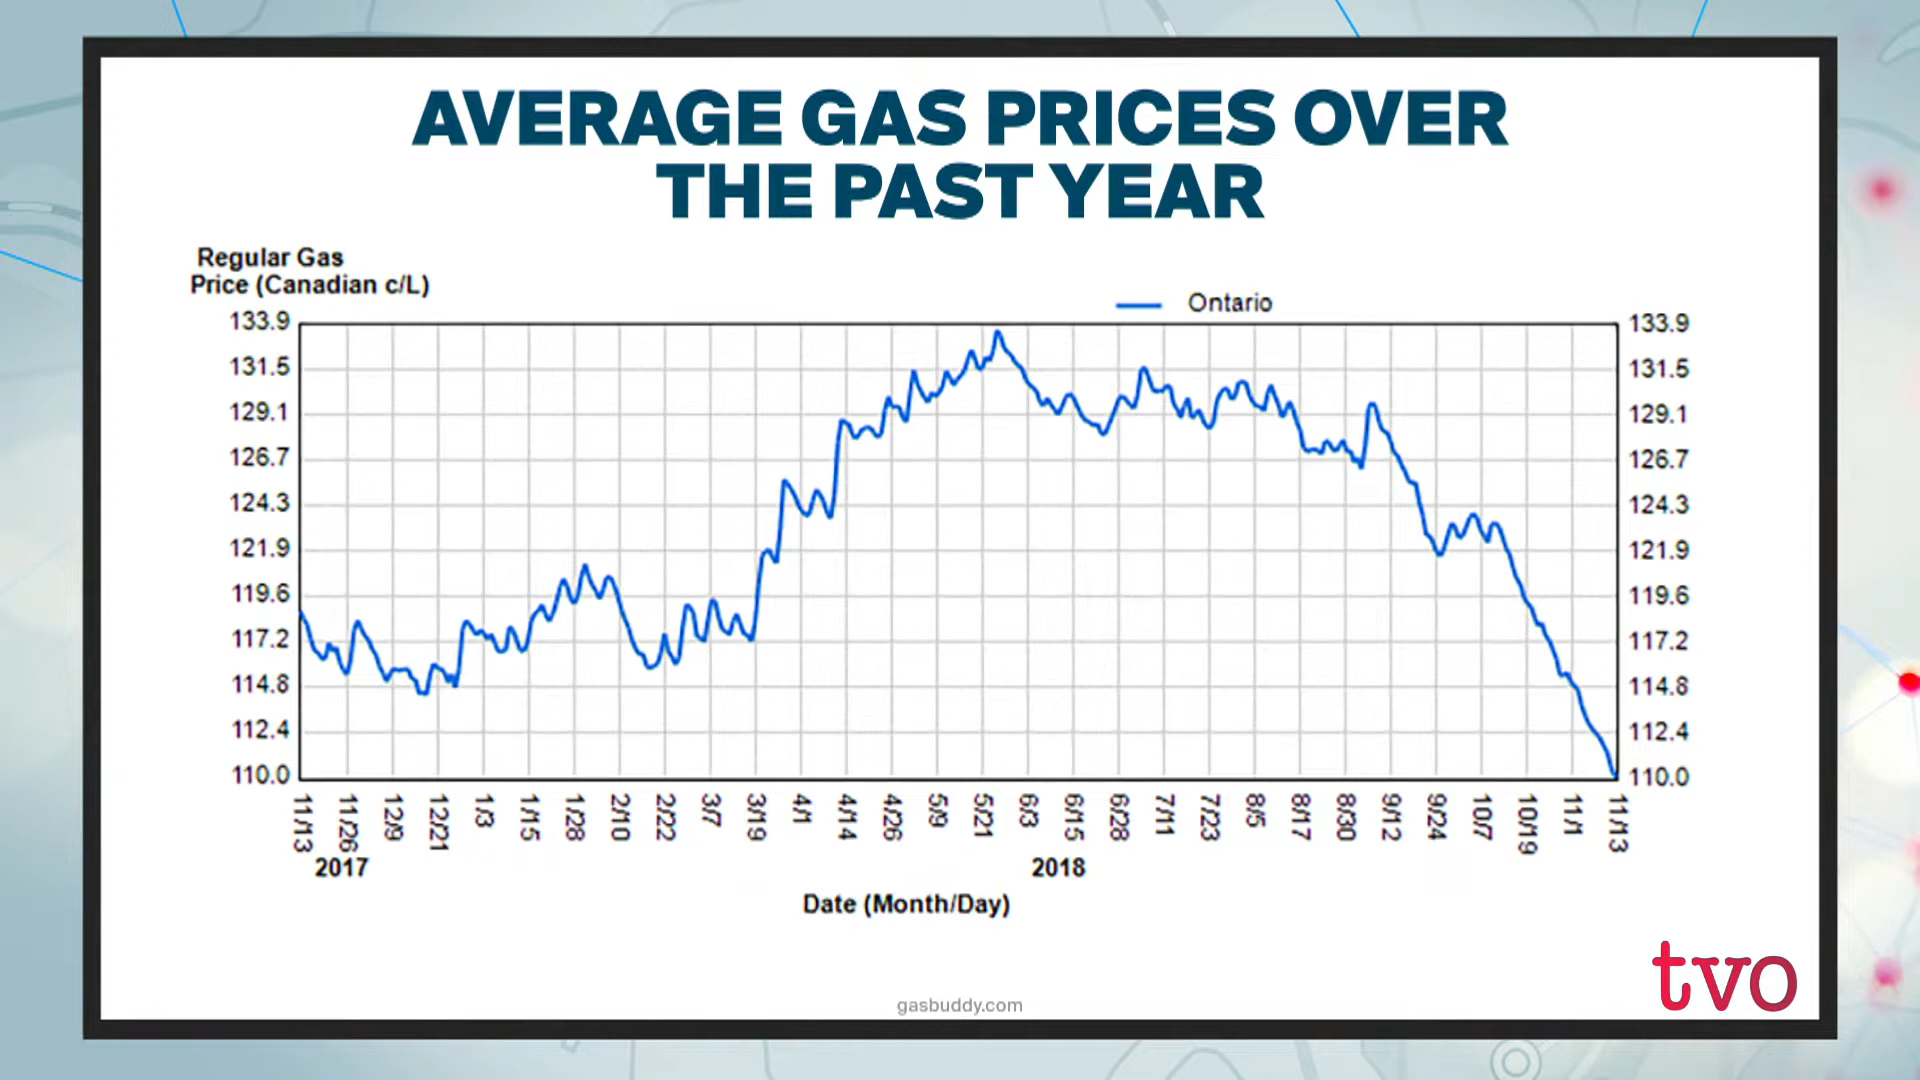 AVERAGE GAS PRICES OVER
THE PAST YEAR
Regular Gas
Price (Canadian c/L)
Ontario
133.9 133.9
131.5 131.5
129.1 129.1
126.7 126.7
124.3 124.3
121.9 121.9
119.6 119.6
117.2 117.2
114.8 114.8
112.4 112.4
110.0 110.0
11/13 11/26 12/9 12/21 1/3 1/15 1/28 2/10 2/22 3/7 3/19 4/1 4/14 4/26 5/9 5/21 6/3 6/15 6/28 7/11 7/23 8/5 8/17 8/30 9/12 9/24 10/7 10/19 11/1 11/13
2017 2018
Date (Month/Day)
gasbuddy.com
tvo